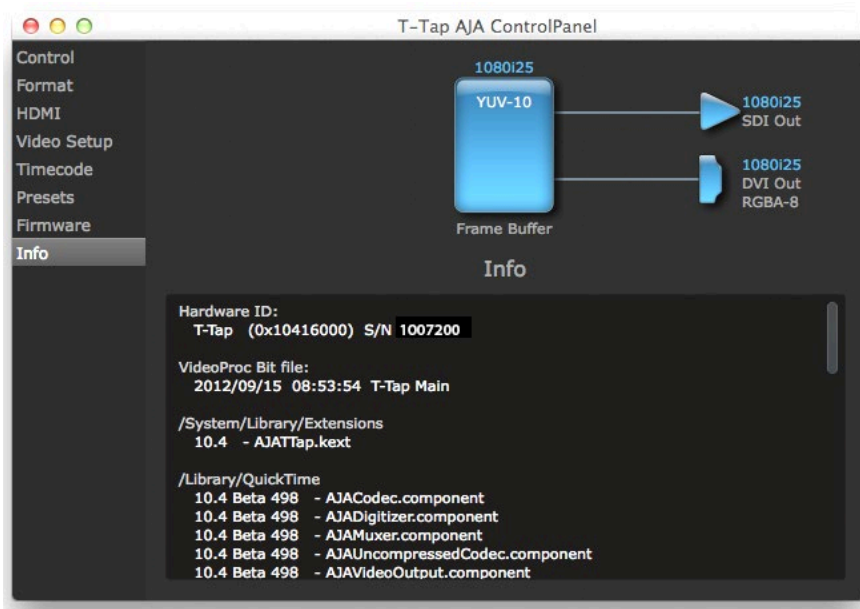 T-Tap AJA ControlPanel
Control
Format
HDMI
Video Setup
Timecode
Presets
Firmware
Info
1080i25
YUV-10
Frame Buffer
1080i25
SDI Out
1080i25
DVI Out
RGBA-8
Info
Hardware ID:
T-Tap (0x10416000) S/N 1007200
VideoProc Bit file:
2012/09/15 08:53:54 T-Tap Main
/System/Library/Extensions
10.4 - AJATTap.kext
/Library/QuickTime
10.4 Beta 498 - AJACodec.component
10.4 Beta 498 - AJADigitizer.component
10.4 Beta 498 - AJAMuxer.component
10.4 Beta 498 - AJAUncompressedCodec.component
10.4 Beta 498 - AJAVideoOutput.component